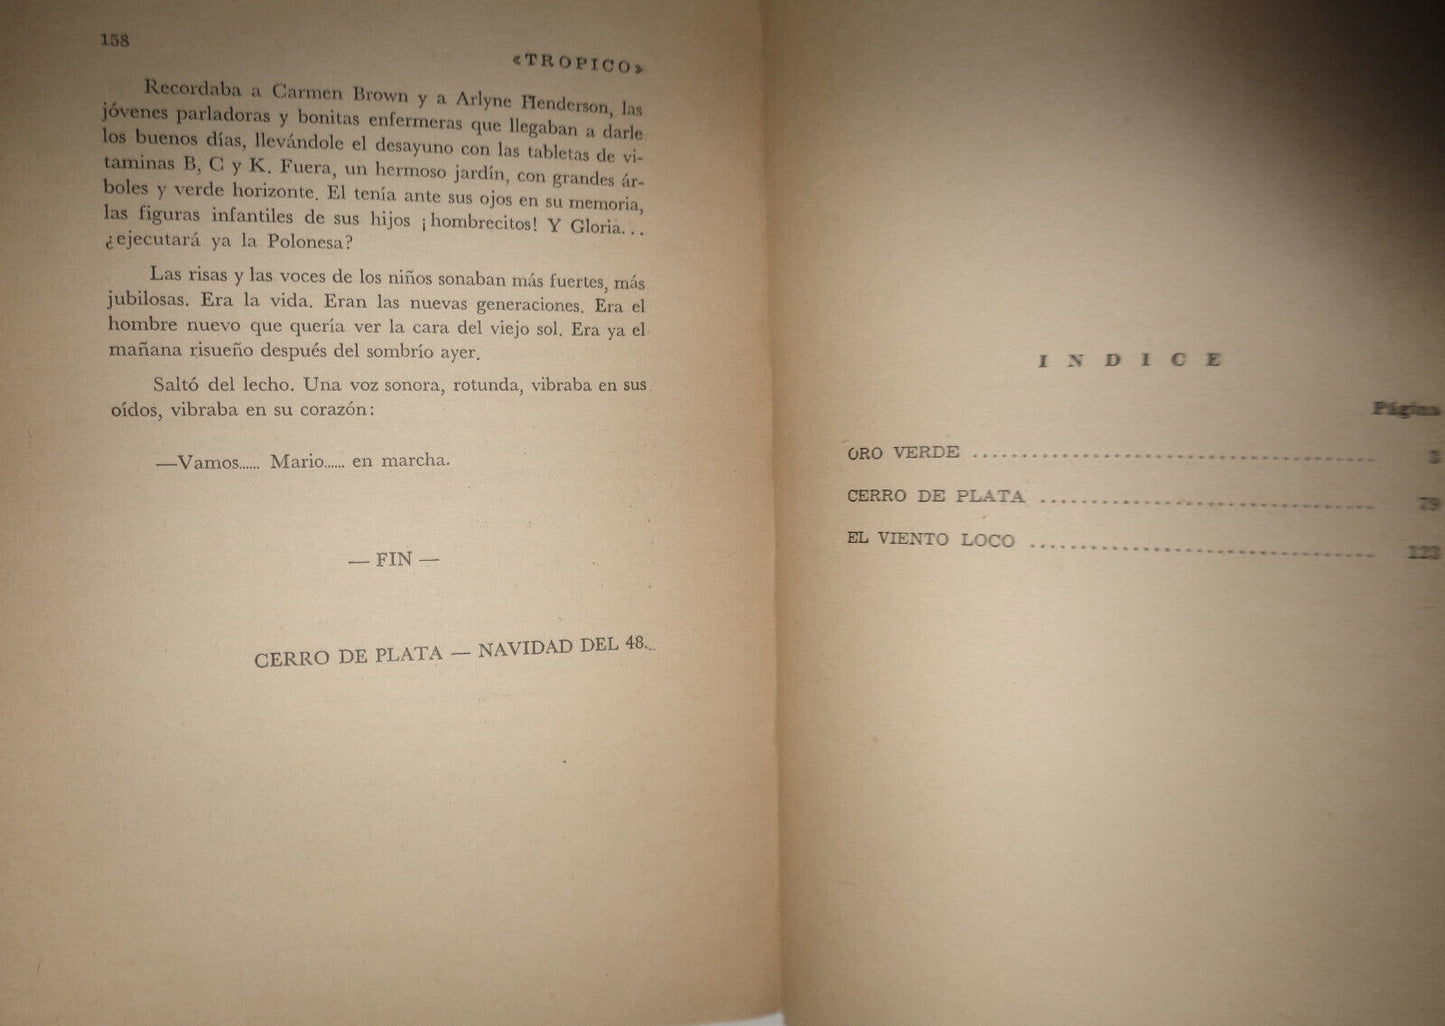 158
«TROPICO»
Recordaba a Carmen Brown y a Arlyne Henderson, las
jóvenes parladoras y bonitas enfermeras que llegaban a darle
los buenos días, llevándole el desayuno con las tabletas de vi-
taminas B, C y K. Fuera, un hermoso jardín, con grandes ár-
boles y verde horizonte. El tenía ante sus ojos en su memoria,
las figuras infantiles de sus hijos ¡hombrecitos! Y Gloria...
¿ejecutará ya la Polonesa?
Las risas y las voces de los niños sonaban más fuertes, más
jubilosas. Era la vida. Eran las nuevas generaciones. Era el
hombre nuevo que quería ver la cara del viejo sol. Era ya el
mañana risueño después del sombrío ayer.
Saltó del lecho. Una voz sonora, rotunda, vibraba en sus
oídos, vibraba en su corazón:
—Vamos...... Mario...... en marcha.
— FIN —
CERRO DE PLATA — NAVIDAD DEL 48.
INDICE
Página
ORO VERDE ........................................ 3
CERRO DE PLATA ................................. 79
EL VIENTO LOCO .................................. 123